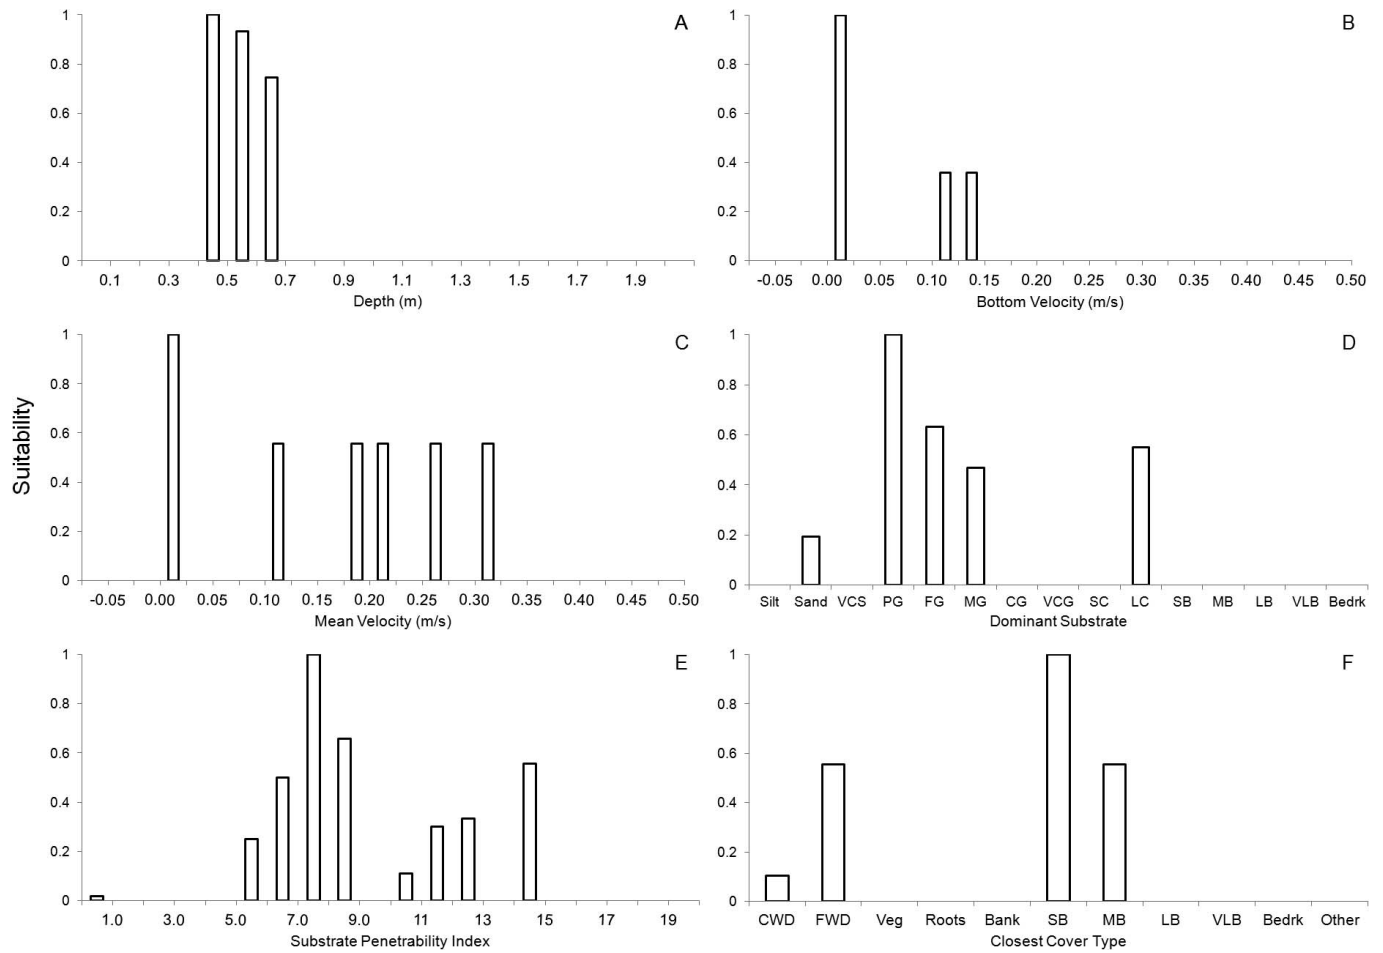 Suitability
A
1
0.8
0.6
0.4
0.2
0
0.1 0.3 0.5 0.7 0.9 1.1 1.3 1.5 1.7 1.9
Depth (m)
B
1
0.8
0.6
0.4
0.2
0
-0.05 0.00 0.05 0.10 0.15 0.20 0.25 0.30 0.35 0.40 0.45 0.50
Bottom Velocity (m/s)
C
1
0.8
0.6
0.4
0.2
0
-0.05 0.00 0.05 0.10 0.15 0.20 0.25 0.30 0.35 0.40 0.45 0.50
Mean Velocity (m/s)
D
1
0.8
0.6
0.4
0.2
0
Silt Sand VCS PG FG MG CG VCG SC LC SB MB LB VLB Bedrk
Dominant Substrate
E
1
0.8
0.6
0.4
0.2
0
1.0 3.0 5.0 7.0 9.0 11 13 15 17 19
Substrate Penetrability Index
F
1
0.8
0.6
0.4
0.2
0
CWD FWD Veg Roots Bank SB MB LB VLB Bedrk Other
Closest Cover Type